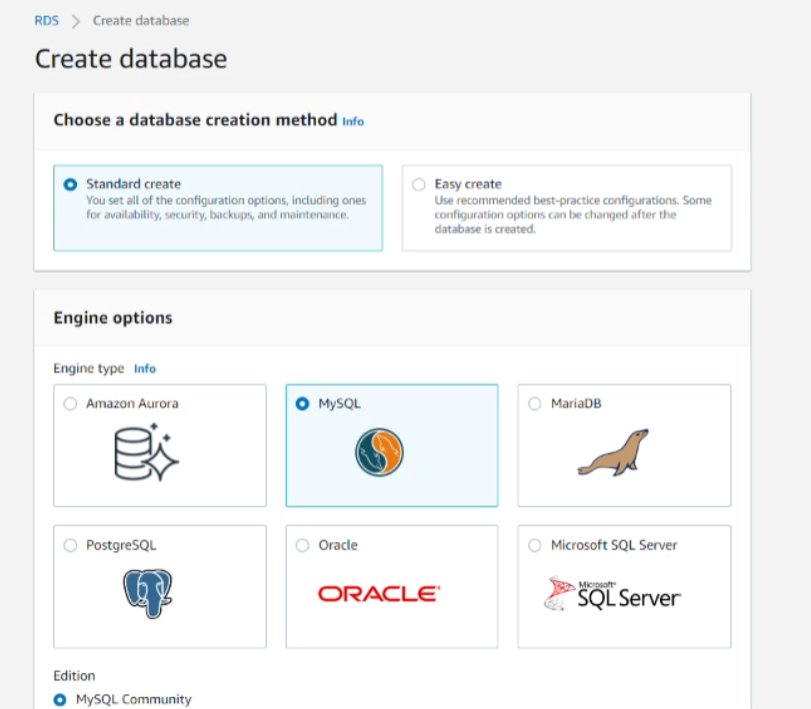 RDS > Create database
Create database
Choose a database creation method Info
Standard create
You set all of the configuration options, including ones
for availability, security, backups, and maintenance.
Easy create
Use recommended best-practice configurations. Some
configuration options can be changed after the
database is created.
Engine options
Engine type Info
Amazon Aurora
MySQL
MariaDB
PostgreSQL
Oracle
ORACLE
Microsoft SQL Server
Microsoft
SQL Server
Edition
MySQL Community